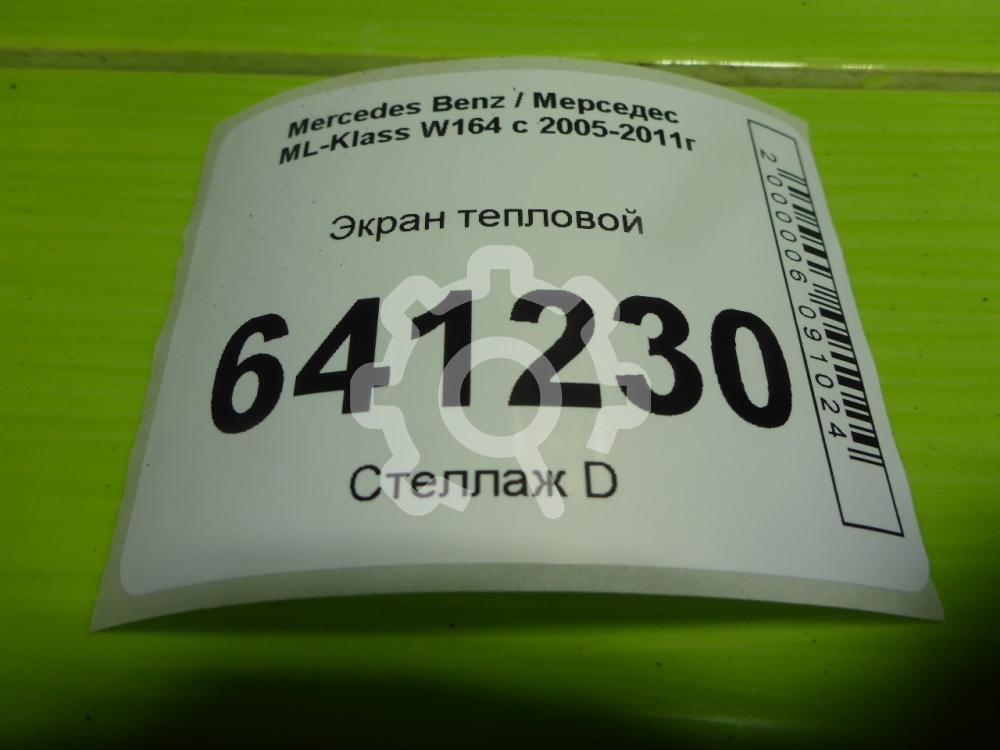 Mercedes Benz / Мерседес
ML-Klass W164 с 2005-2011г
Экран тепловой
641230
Стеллаж D
2000006091024